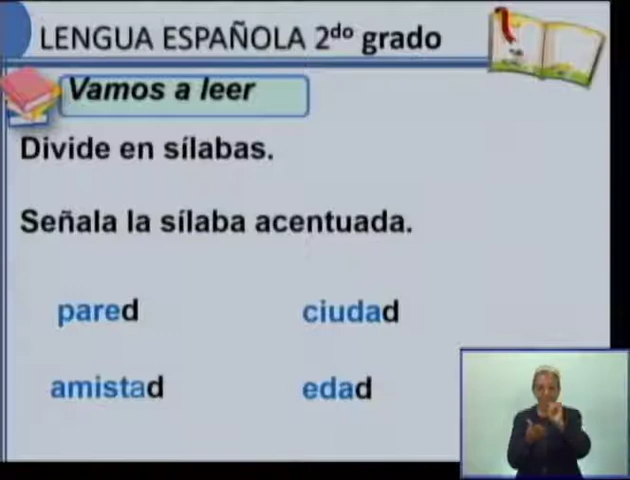 LENGUA ESPAÑOLA 2do grado
Vamos a leer
Divide en sílabas.
Señala la sílaba acentuada.
pared ciudad
amistad edad